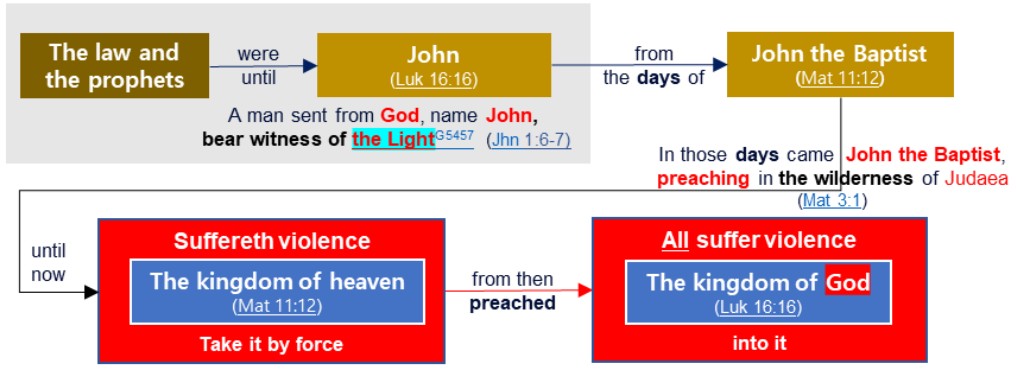 The law and
the prophets
were
until
John
(Luk 16:16)
from
the days of
John the Baptist
(Mat 11:12)
A man sent from God, name John,
bear witness of the LightG5457 (Jhn 1:6-7)
In those days came John the Baptist,
preaching in the wilderness of Judaea
(Mat 3:1)
until
now
Suffereth violence
The kingdom of heaven
(Mat 11:12)
Take it by force
from then
preached
All suffer violence
The kingdom of God
(Luk 16:16)
into it